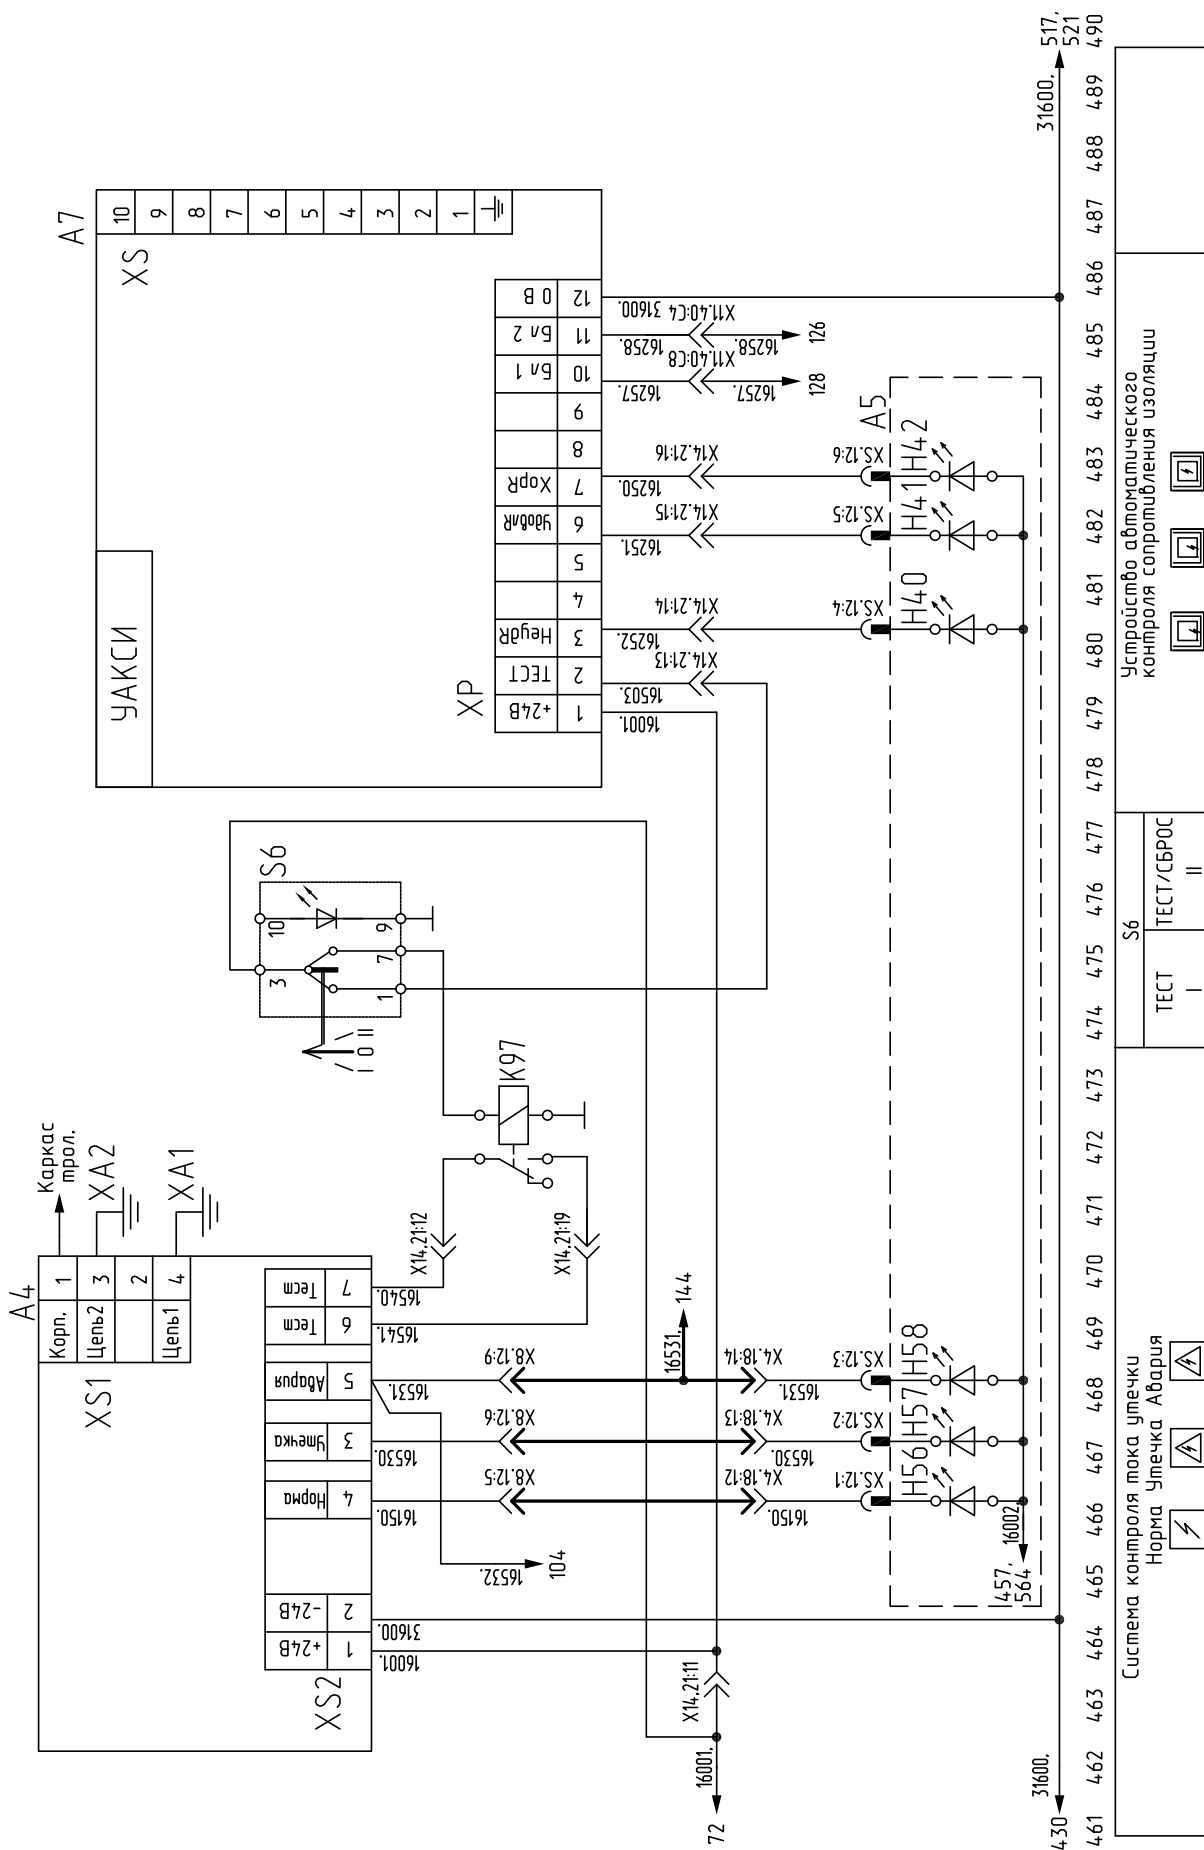 A4
Корп.
1
Цепь2
3
2
Цепь1
4
XS1
Каркас
трол.
XA2
XA1
XS2
+24В
1
-24В
2
Норма
4
Утечка
3
Авария
5
Тест
6
Тест
7
16001.
31600.
16150.
16530.
16531.
16541.
16540.
16532.
104
X8.12:5
X8.12:6
X8.12:9
X14.21:12
X14.21:19
16531.
144
X4.18:12
X4.18:13
X4.18:14
16150.
16530.
16531.
XS.12:1
XS.12:2
XS.12:3
H56
H57
H58
16002.
457,
564
K97
S6
3
10
1
7
9
I
0
II
X14.21:11
16001.
72
УАКСИ
A7
XS
10
9
8
7
6
5
4
3
2
1
XP
+24В
1
ТЕСТ
2
НеудR
3
4
5
УдовлR
6
ХорR
7
8
9
Бл 1
10
Бл 2
11
0 В
12
16001.
16503.
16252.
16251.
16250.
16257.
16258.
31600.
X14.21:13
X14.21:14
X14.21:15
X14.21:16
X11.40:C8
X11.40:C4
16257.
16258.
128
126
XS.12:4
XS.12:5
XS.12:6
A5
H40
H41
H42
31600.
430
31600.
517,
521
461 462 463 464 465 466 467 468 469 470 471 472 473 474 475 476 477 478 479 480 481 482 483 484 485 486 487 488 489 490
Система контроля тока утечки
Норма Утечка Авария
S6
ТЕСТ
ТЕСТ/СБРОС
I
II
Устройство автоматического
контроля сопротивления изоляции